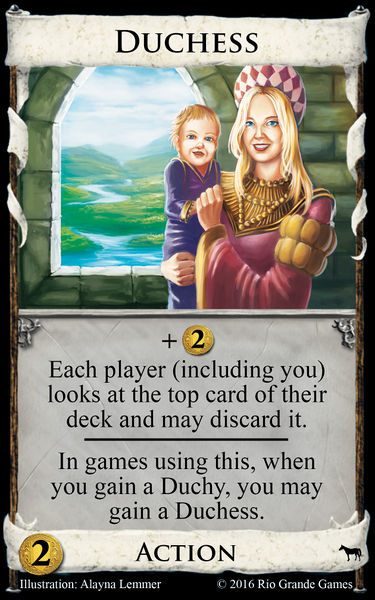 DUCHESS
+2
Each player (including you)
looks at the top card of their
deck and may discard it.
In games using this, when
you gain a Duchy, you may
gain a Duchess.
2 ACTION
Illustration: Alayna Lemmer © 2016 Rio Grande Games